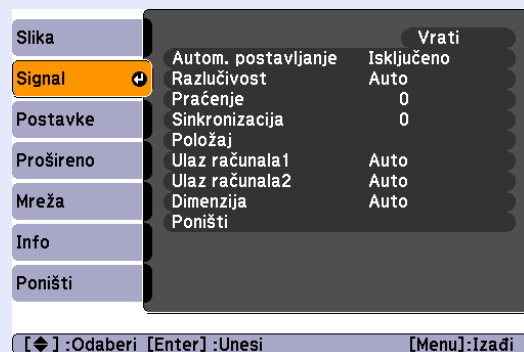 Slika
Signal
Postavke
Prošireno
Mreža
Info
Poništi
Vrati
Autom. postavljanje Isključeno
Razlučivost Auto
Praćenje 0
Sinkronizacija 0
Položaj
Ulaz računala1 Auto
Ulaz računala2 Auto
Dimenzija Auto
Poništi
[◆] :Odaberi [Enter] :Unesi [Menu]:Izađi